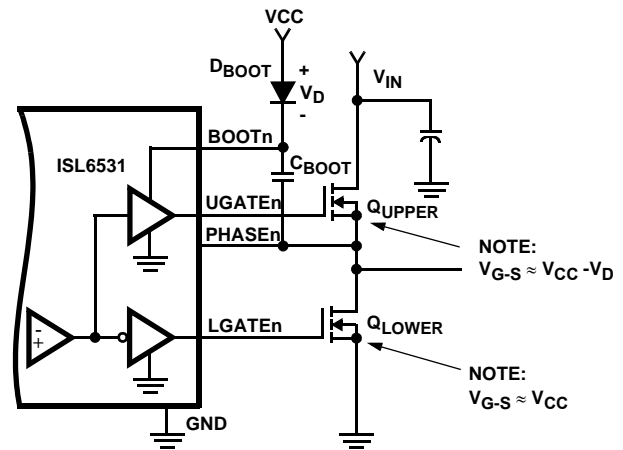 VCC
DBOOT
+
VD
-
VIN
BOOTn
ISL6531
CBOOT
UGATEn
QUPPER
PHASEn
NOTE:
VG-S ≈ VCC -VD
-
+
LGATEn
QLOWER
NOTE:
VG-S ≈ VCC
GND